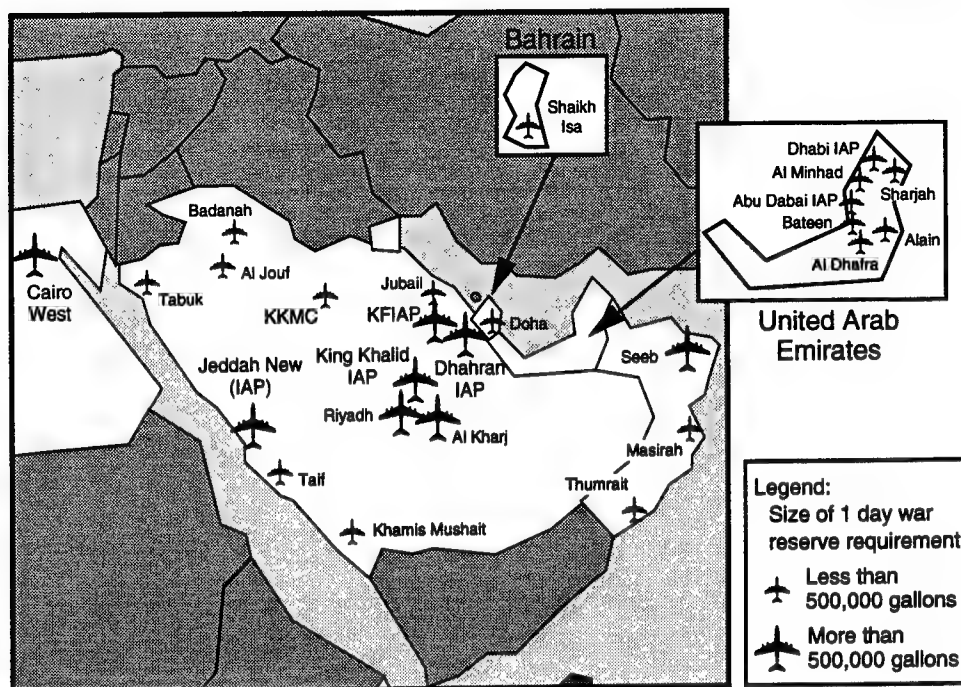 Bahrain
Shaikh
Isa
Dhabi IAP
Al Minhad
Sharjah
Abu Dabai IAP
Bateen
Alain
Al Dhafra
United Arab
Emirates
Badanah
Al Jouf
Cairo
West
Tabuk
KKMC
Jubail
KFIAP
Doha
Seeb
Jeddah New
(IAP)
King Khalid
IAP
Dhahran
IAP
Riyadh
Al Kharj
Masirah
Taif
Thumrait
Khamis Mushait
Legend:
Size of 1 day war
reserve requirement
Less than
500,000 gallons
More than
500,000 gallons